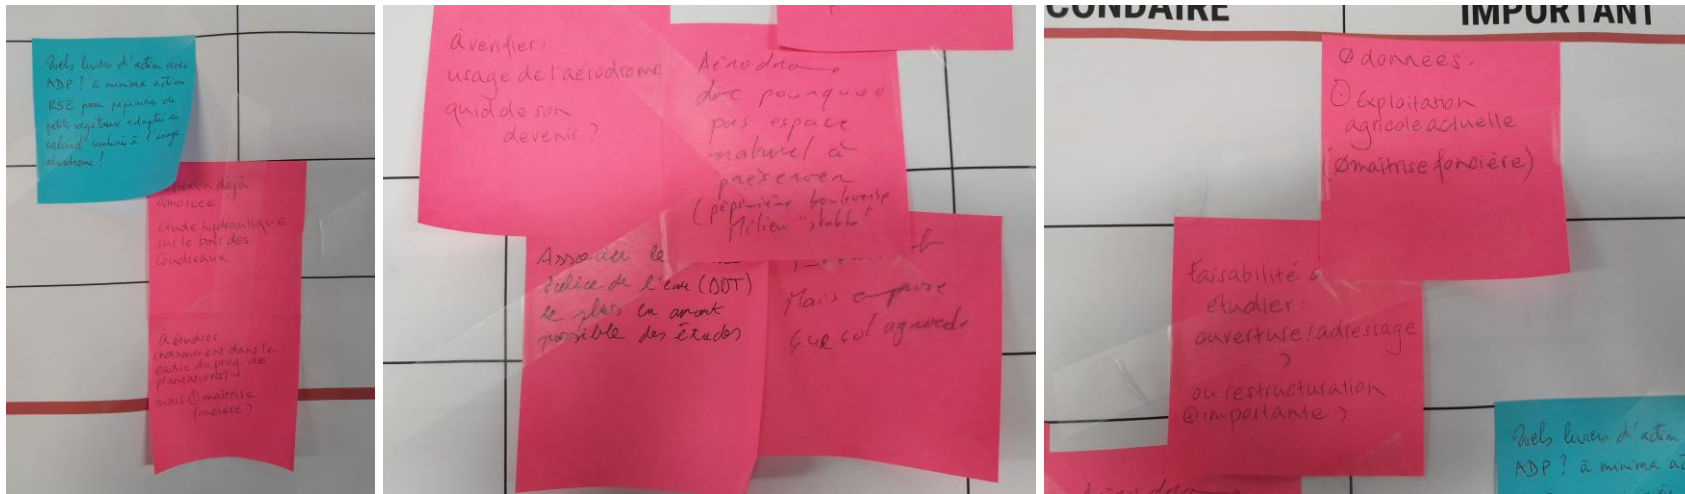 Quels leviers d'action avec
ADP ? à minima action
RSE pour pépinière de
petits végétaux adaptés au
calcul combinés à l'usage
aérodrome !
déjà
amorcée
étude hydraulique
sur le bois des
Coudreaux
À étudier
(notamment dans le
cadre du prog. de
plantations)
mais maîtrise
foncière ?
À vérifier :
usage de l'aérodrome
quid de son
devenir ?
Aérodrome
donc pourquoi
pas espace
naturel à
préserver
(pépinière bouleverse
Milieu "stable"
Associer le
Police de l'eau (DDT)
le plus en amont
possible des études
Mais emprise
sur sol agricole
CONDAIRE
IMPORTANT
Ø données.
Exploitation
agricole actuelle
(Ø maîtrise foncière)
Faisabilité à
étudier :
ouverture/adressage
?
ou restructuration
⊕ importante ?
Quels leviers d'action
ADP ? à minima